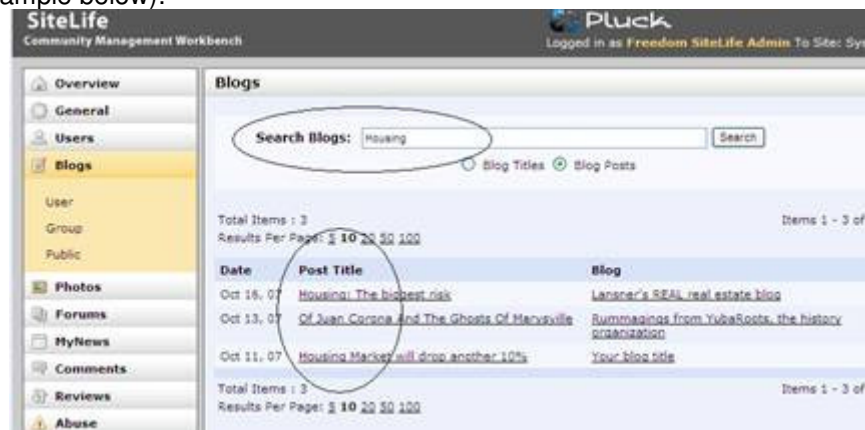 ample below):
SiteLife
Community Management Workbench
Pluck
Logged in as Freedom SiteLife Admin To Site: Sys
Overview
General
Users
Blogs
User
Group
Public
Photos
Forums
MyNews
Comments
Reviews
Abuse
Blogs
Search Blogs: Housing Search
Blog Titles Blog Posts
Total Items : 3 Items 1 - 3 of
Results Per Page: 5 10 20 50 100
Date Post Title Blog
Oct 16, 07 Housing: The biggest risk Lansner's REAL real estate blog
Oct 13, 07 Of Juan Corona And The Ghosts Of Marysville Rummagings from YubaRoots, the history
organization
Oct 11, 07 Housing Market will drop another 10% Your blog title
Total Items : 3 Items 1 - 3 of
Results Per Page: 5 10 20 50 100